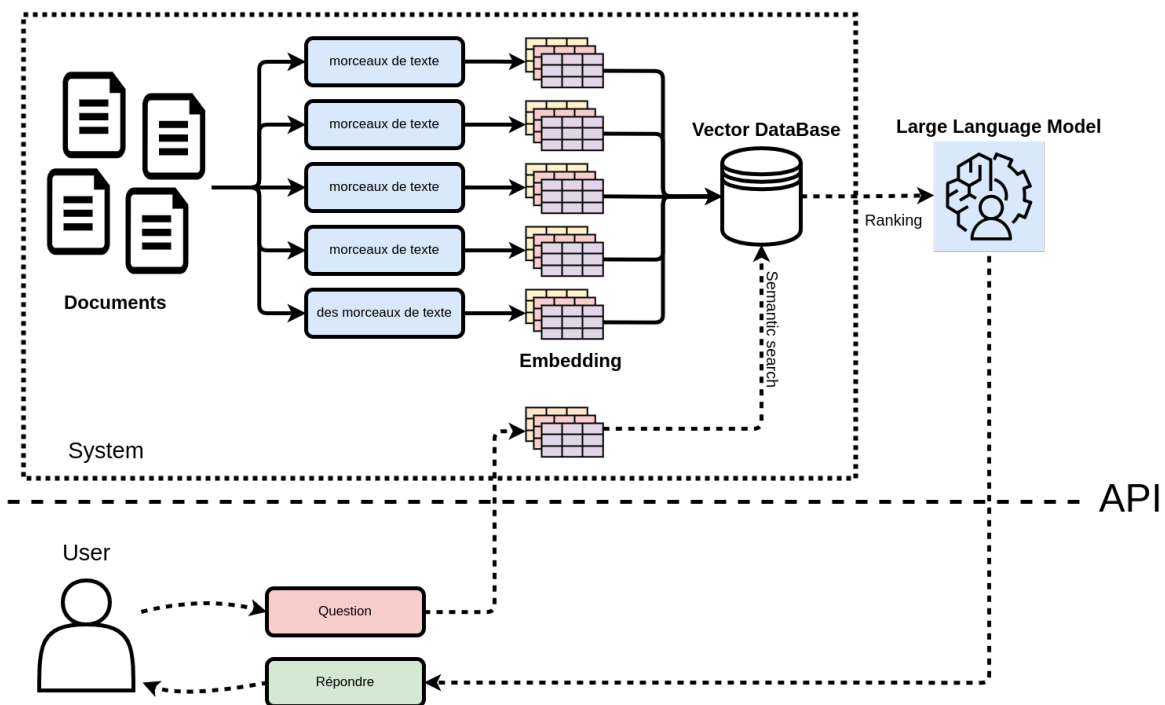 morceaux de texte
morceaux de texte
Vector DataBase
Large Language Model
morceaux de texte
Ranking
morceaux de texte
Documents
des morceaux de texte
Semantic search
Embedding
System
API
User
Question
Répondre